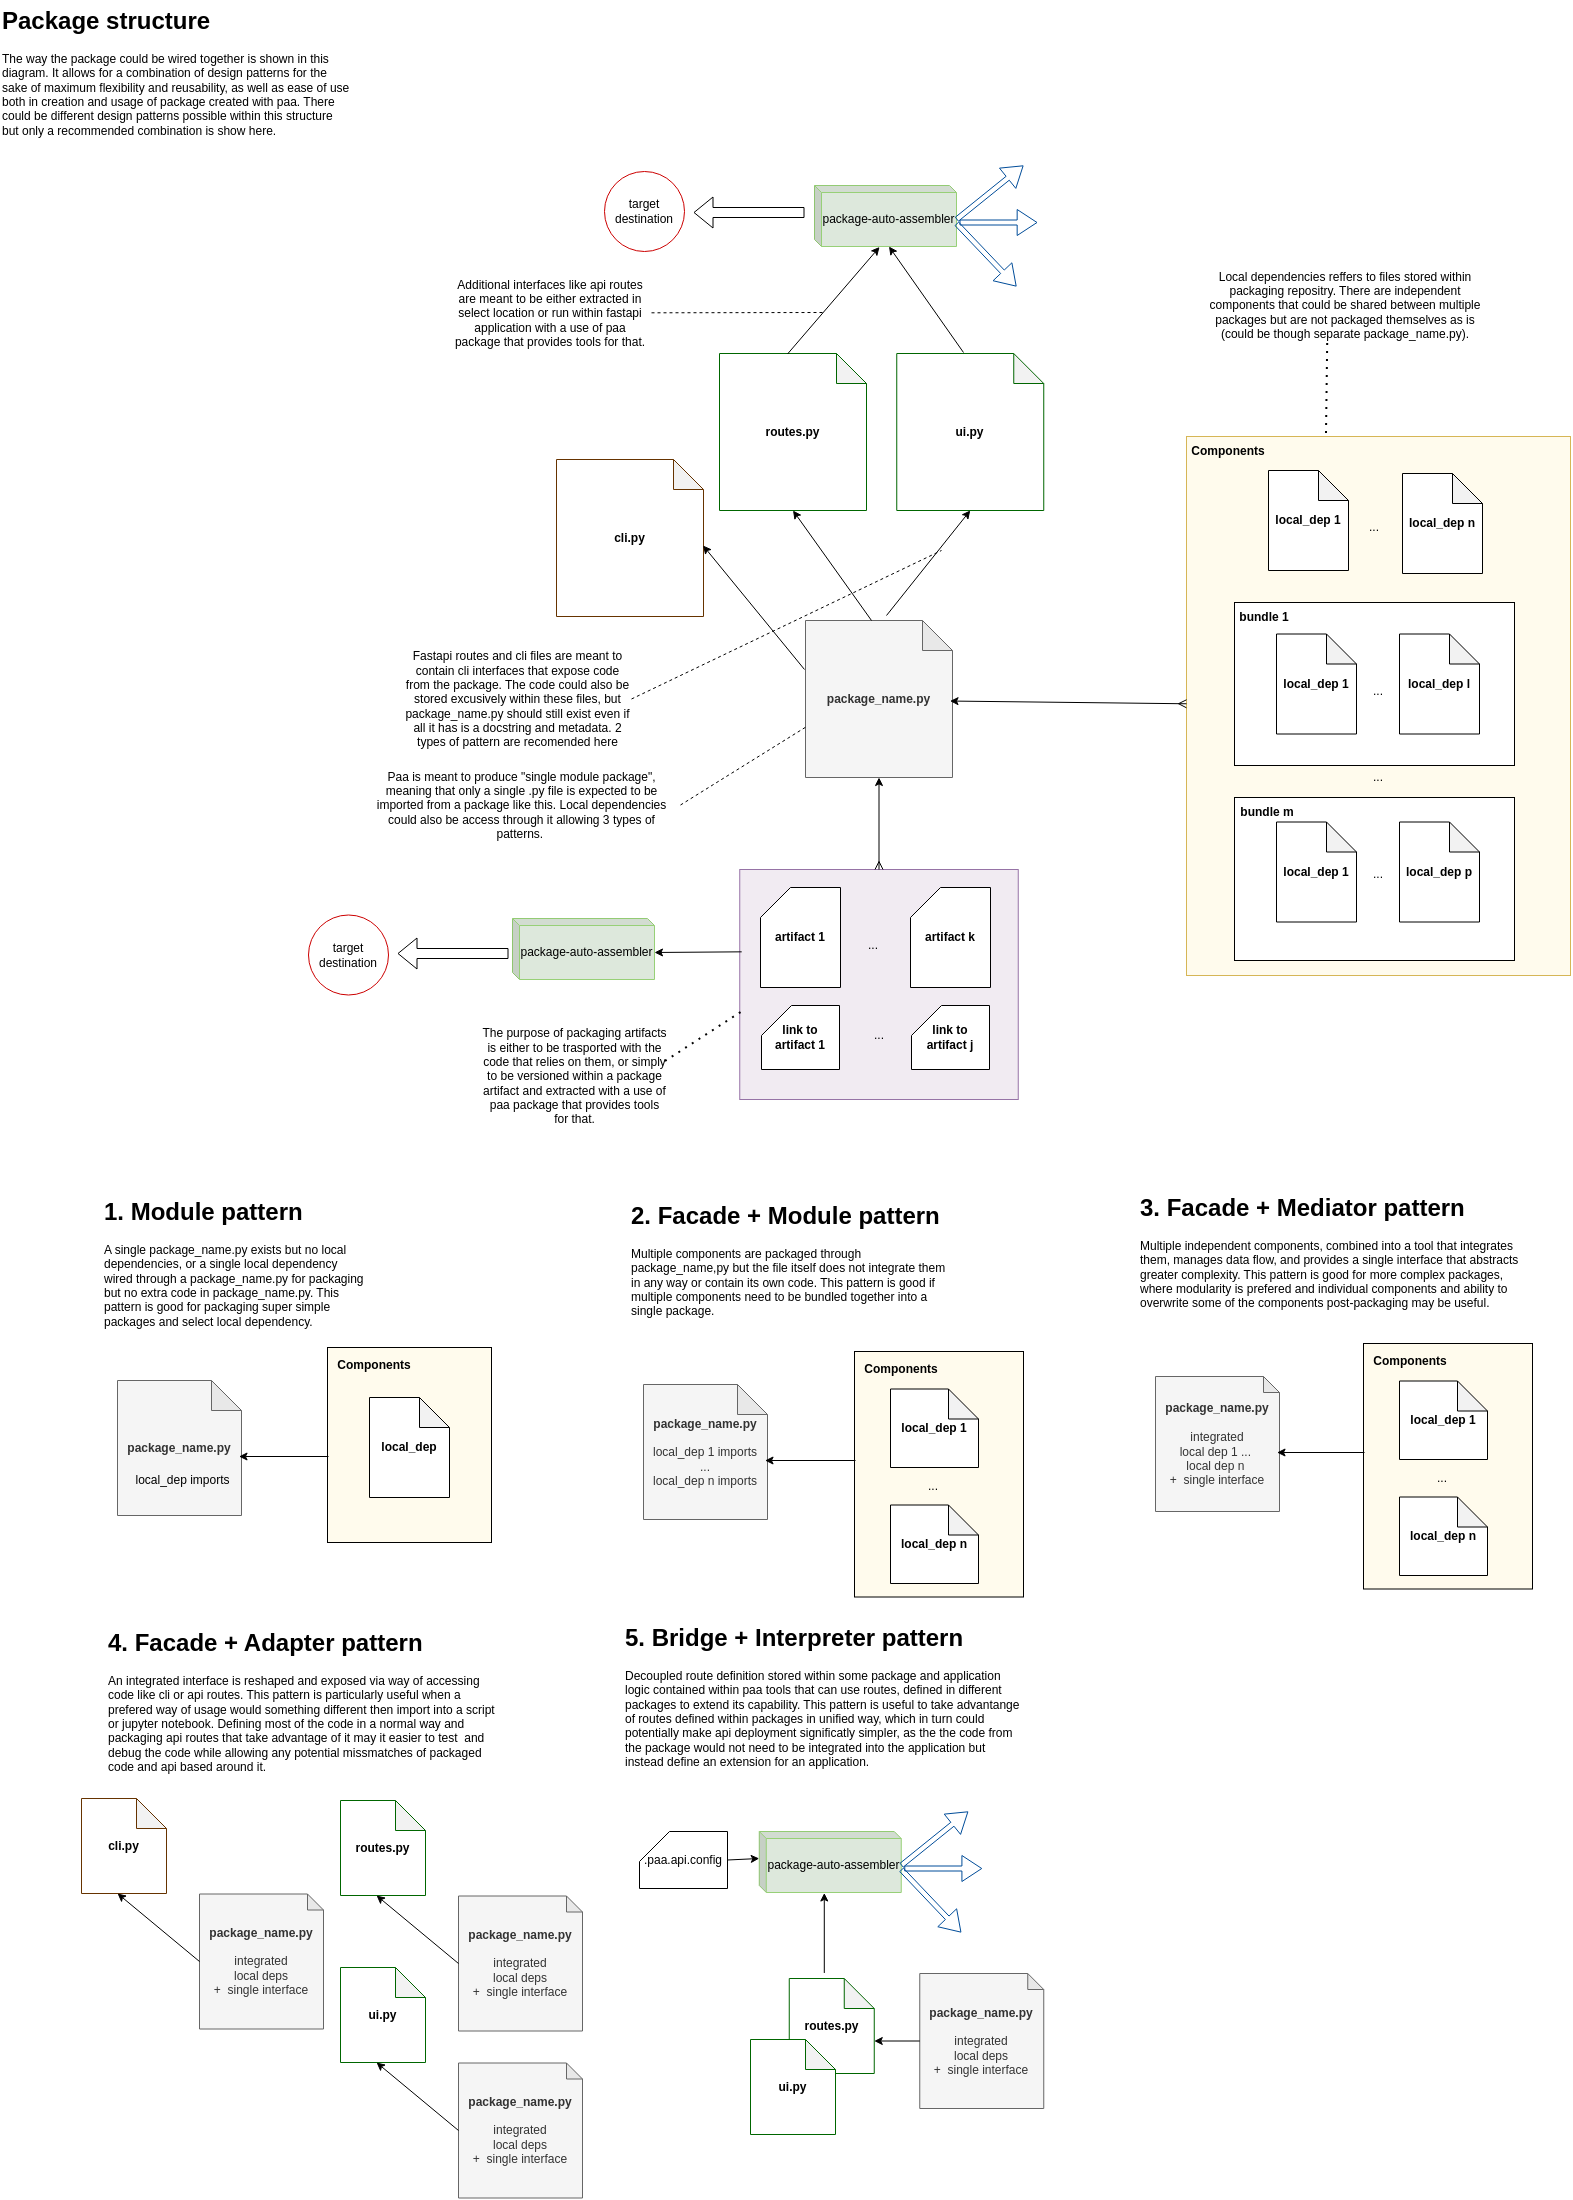 Package structure
The way the package could be wired together is shown in this
diagram. It allows for a combination of design patterns for the
sake of maximum flexibility and reusability, as well as ease of use
both in creation and usage of package created with paa. There
could be different design patterns possible within this structure
but only a recommended combination is show here.
target
destination
package-auto-assembler
Additional interfaces like api routes
are meant to be either extracted in
select location or run within fastapi
application with a use of paa
package that provides tools for that.
Local dependencies reffers to files stored within
packaging repositry. There are independent
components that could be shared between multiple
packages but are not packaged themselves as is
(could be though separate package_name.py).
routes.py
ui.py
cli.py
Components
local_dep 1
...
local_dep n
bundle 1
local_dep 1
...
local_dep l
...
bundle m
local_dep 1
...
local_dep p
Fastapi routes and cli files are meant to
contain cli interfaces that expose code
from the package. The code could also be
stored excusively within these files, but
package_name.py should still exist even if
all it has is a docstring and metadata. 2
types of pattern are recomended here
package_name.py
Paa is meant to produce "single module package",
meaning that only a single .py file is expected to be
imported from a package like this. Local dependencies
could also be access through it allowing 3 types of
patterns.
target
destination
package-auto-assembler
artifact 1
...
artifact k
link to
artifact 1
...
link to
artifact j
The purpose of packaging artifacts
is either to be trasported with the
code that relies on them, or simply
to be versioned within a package
artifact and extracted with a use of
paa package that provides tools
for that.
1. Module pattern
A single package_name.py exists but no local
dependencies, or a single local dependency
wired through a package_name.py for packaging
but no extra code in package_name.py. This
pattern is good for packaging super simple
packages and select local dependency.
package_name.py
local_dep imports
Components
local_dep
2. Facade + Module pattern
Multiple components are packaged through
package_name,py but the file itself does not integrate them
in any way or contain its own code. This pattern is good if
multiple components need to be bundled together into a
single package.
package_name.py
local_dep 1 imports
...
local_dep n imports
Components
local_dep 1
...
local_dep n
3. Facade + Mediator pattern
Multiple independent components, combined into a tool that integrates
them, manages data flow, and provides a single interface that abstracts
greater complexity. This pattern is good for more complex packages,
where modularity is prefered and individual components and ability to
overwrite some of the components post-packaging may be useful.
package_name.py
integrated
local dep 1 ...
local dep n
+ single interface
Components
local_dep 1
...
local_dep n
4. Facade + Adapter pattern
An integrated interface is reshaped and exposed via way of accessing
code like cli or api routes. This pattern is particularly useful when a
prefered way of usage would something different then import into a script
or jupyter notebook. Defining most of the code in a normal way and
packaging api routes that take advantage of it may it easier to test and
debug the code while allowing any potential missmatches of packaged
code and api based around it.
cli.py
package_name.py
integrated
local deps
+ single interface
routes.py
package_name.py
integrated
local deps
+ single interface
ui.py
package_name.py
integrated
local deps
+ single interface
5. Bridge + Interpreter pattern
Decoupled route definition stored within some package and application
logic contained within paa tools that can use routes, defined in different
packages to extend its capability. This pattern is useful to take advantange
of routes defined within packages in unified way, which in turn could
potentially make api deployment significatly simpler, as the the code from
the package would not need to be integrated into the application but
instead define an extension for an application.
.paa.api.config
package-auto-assembler
routes.py
ui.py
package_name.py
integrated
local deps
+ single interface